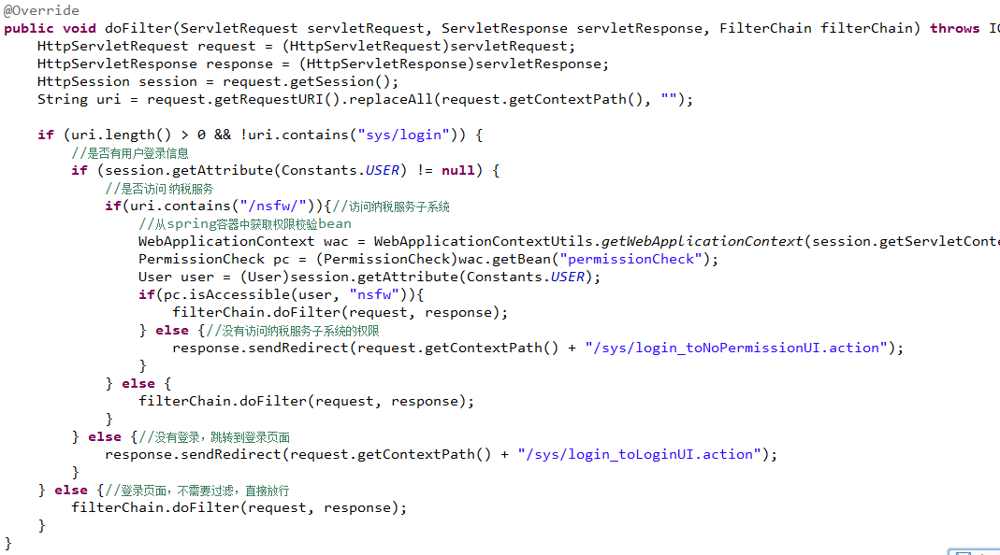 @Override
public void doFilter(ServletRequest servletRequest, ServletResponse servletResponse, FilterChain filterChain) throws
    HttpServletRequest request = (HttpServletRequest)servletRequest;
    HttpServletResponse response = (HttpServletResponse)servletResponse;
    HttpSession session = request.getSession();
    String uri = request.getRequestURI().replaceAll(request.getContextPath(), "");

    if (uri.length() > 0 && !uri.contains("sys/login")) {
        //是否有用户登录信息
        if (session.getAttribute(Constants.USER) != null) {
            //是否访问 纳税服务
            if(uri.contains("/nsfw/")){//访问纳税服务子系统
                //从spring容器中获取权限校验bean
                WebApplicationContext wac = WebApplicationContextUtils.getWebApplicationContext(session.getServletConte
                PermissionCheck pc = (PermissionCheck)wac.getBean("permissionCheck");
                User user = (User)session.getAttribute(Constants.USER);
                if(pc.isAccessible(user, "nsfw")){
                    filterChain.doFilter(request, response);
                } else {//没有访问纳税服务子系统的权限
                    response.sendRedirect(request.getContextPath() + "/sys/login_toNoPermissionUI.action");
                }
            } else {
                filterChain.doFilter(request, response);
            }
        } else {//没有登录，跳转到登录页面
            response.sendRedirect(request.getContextPath() + "/sys/login_toLoginUI.action");
        }
    } else {//登录页面，不需要过滤，直接放行
        filterChain.doFilter(request, response);
    }
}